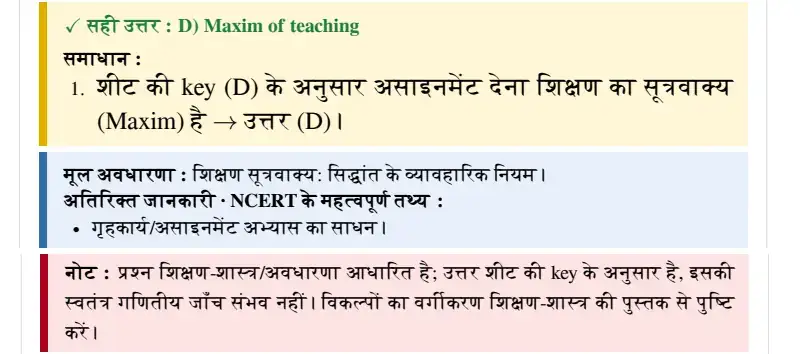 ✓ सही उत्तर : D) Maxim of teaching
समाधान :
1. शीट की key (D) के अनुसार असाइनमेंट देना शिक्षण का सूत्रवाक्य
(Maxim) है → उत्तर (D)।
मूल अवधारणा : शिक्षण सूत्रवाक्य: सिद्धांत के व्यावहारिक नियम।
अतिरिक्त जानकारी · NCERT के महत्वपूर्ण तथ्य :
• गृहकार्य/असाइनमेंट अभ्यास का साधन।
नोट : प्रश्न शिक्षण-शास्त्र/अवधारणा आधारित है; उत्तर शीट की key के अनुसार है, इसकी
स्वतंत्र गणितीय जाँच संभव नहीं। विकल्पों का वर्गीकरण शिक्षण-शास्त्र की पुस्तक से पुष्टि
करें।